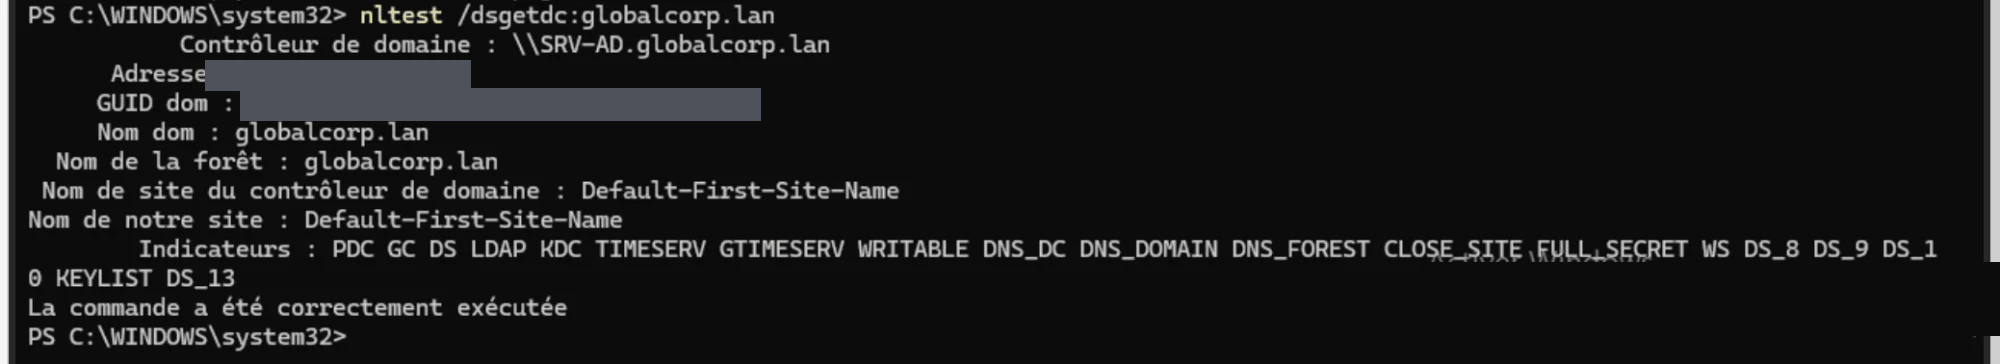 PS C:\WINDOWS\system32> nltest /dsgetdc:globalcorp.lan
Contrôleur de domaine : \\SRV-AD.globalcorp.lan
Adresse
GUID dom :
Nom dom : globalcorp.lan
Nom de la forêt : globalcorp.lan
Nom de site du contrôleur de domaine : Default-First-Site-Name
Nom de notre site : Default-First-Site-Name
Indicateurs : PDC GC DS LDAP KDC TIMESERV GTIMESERV WRITABLE DNS_DC DNS_DOMAIN DNS_FOREST CLOSE_SITE FULL_SECRET WS DS_8 DS_9 DS_1
0 KEYLIST DS_13
La commande a été correctement exécutée
PS C:\WINDOWS\system32>